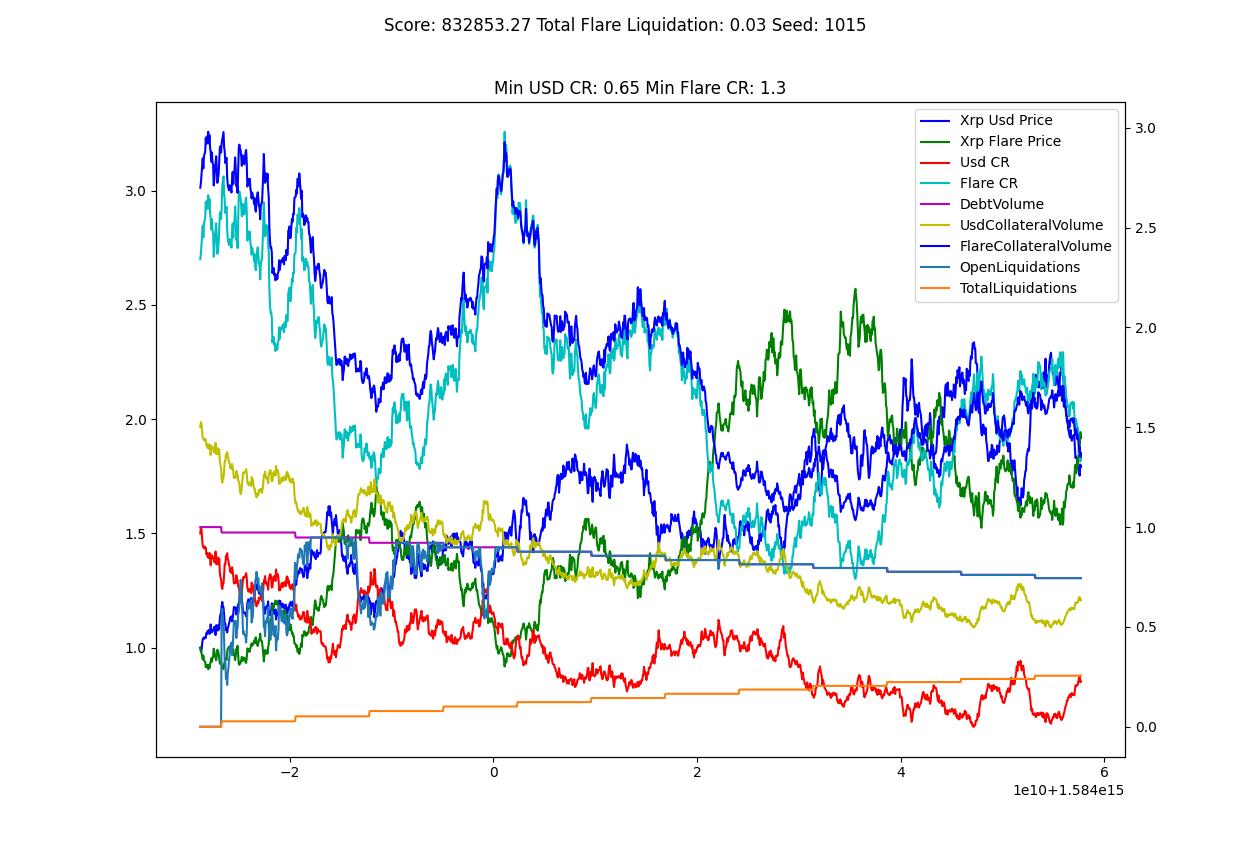 Score: 832853.27 Total Flare Liquidation: 0.03 Seed: 1015
Min USD CR: 0.65 Min Flare CR: 1.3
Xrp Usd Price
Xrp Flare Price
Usd CR
Flare CR
DebtVolume
UsdCollateralVolume
FlareCollateralVolume
OpenLiquidations
TotalLiquidations
3.0
2.5
2.0
1.5
1.0
3.0
2.5
2.0
1.5
1.0
0.5
0.0
−2 0 2 4 6
1e10+1.584e15